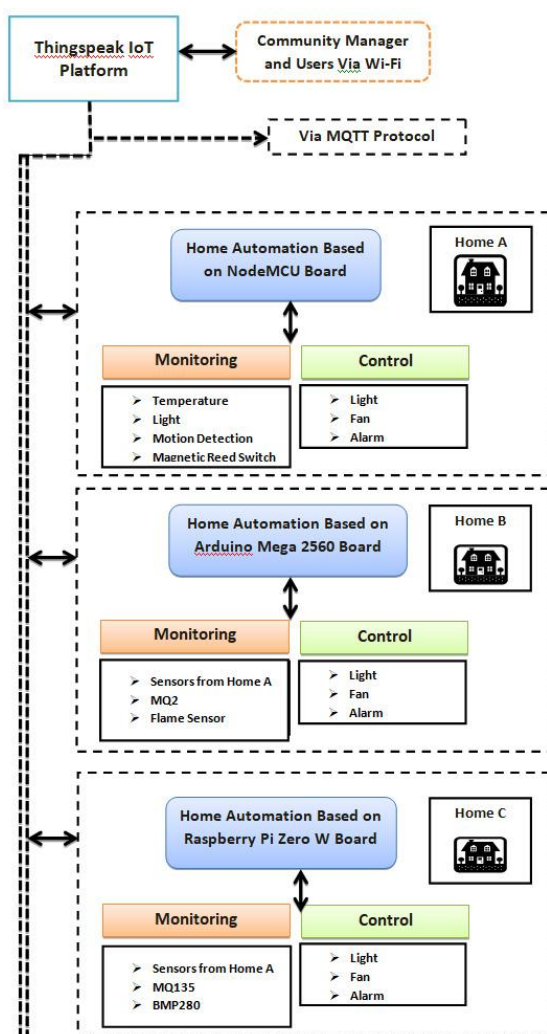 Thingspeak IoT
Platform
Community Manager
and Users Via Wi-Fi
Via MQTT Protocol
Home Automation Based
on NodeMCU Board
Home A
Monitoring
Control
➢ Temperature
➢ Light
➢ Motion Detection
➢ Magnetic Reed Switch
➢ Light
➢ Fan
➢ Alarm
Home Automation Based on
Arduino Mega 2560 Board
Home B
Monitoring
Control
➢ Sensors from Home A
➢ MQ2
➢ Flame Sensor
➢ Light
➢ Fan
➢ Alarm
Home Automation Based on
Raspberry Pi Zero W Board
Home C
Monitoring
Control
➢ Sensors from Home A
➢ MQ135
➢ BMP280
➢ Light
➢ Fan
➢ Alarm